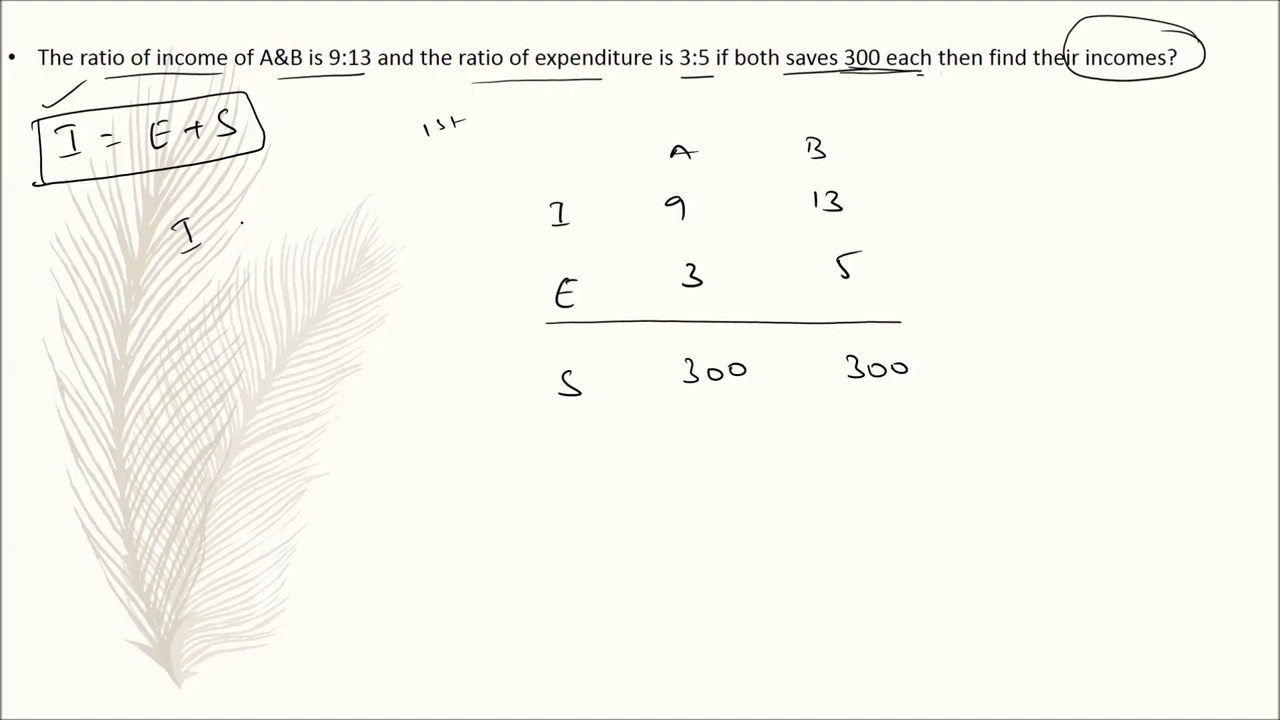 • The ratio of income of A&B is 9:13 and the ratio of expenditure is 3:5 if both saves 300 each then find their incomes?
I = E + S
1st
A B
I 9 13
I
E 3 5
S 300 300